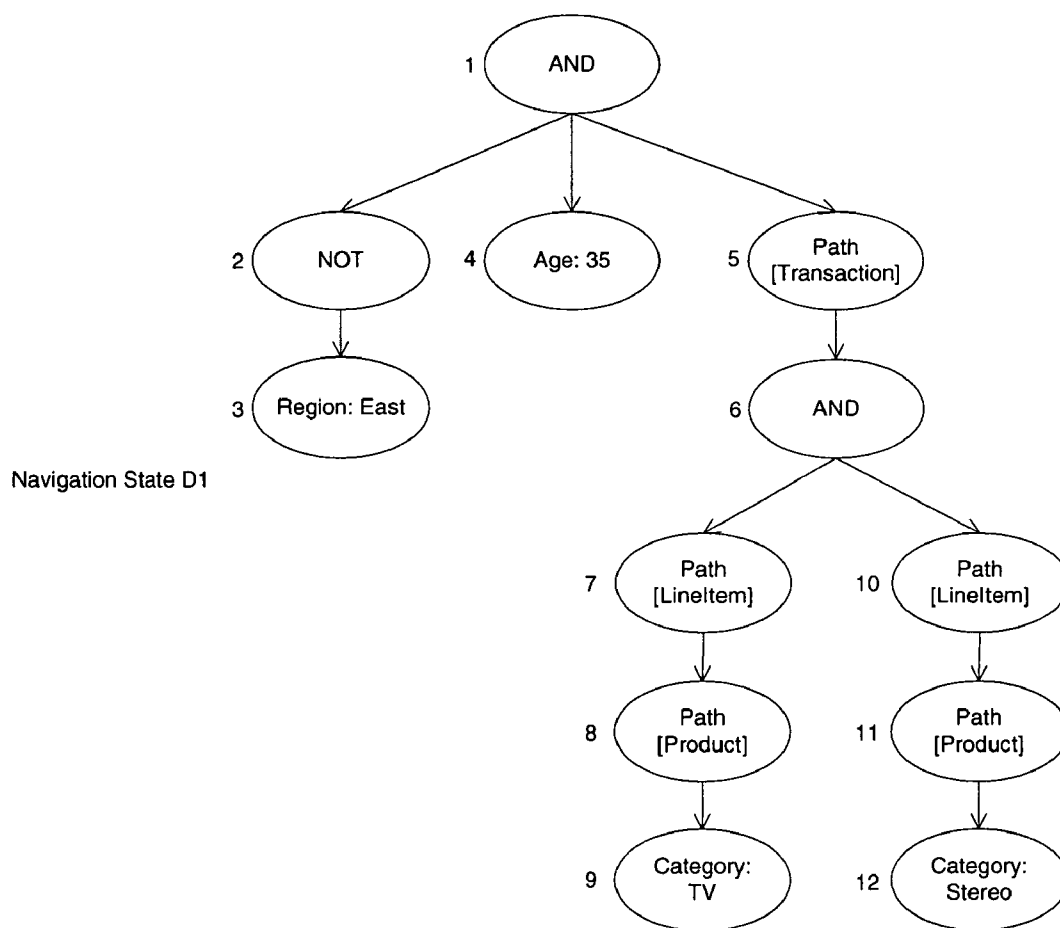 1 AND
2 NOT
4 Age: 35
5 Path
[Transaction]
3 Region: East
6 AND
Navigation State D1
7 Path
[LineItem]
10 Path
[LineItem]
8 Path
[Product]
11 Path
[Product]
9 Category:
TV
12 Category:
Stereo